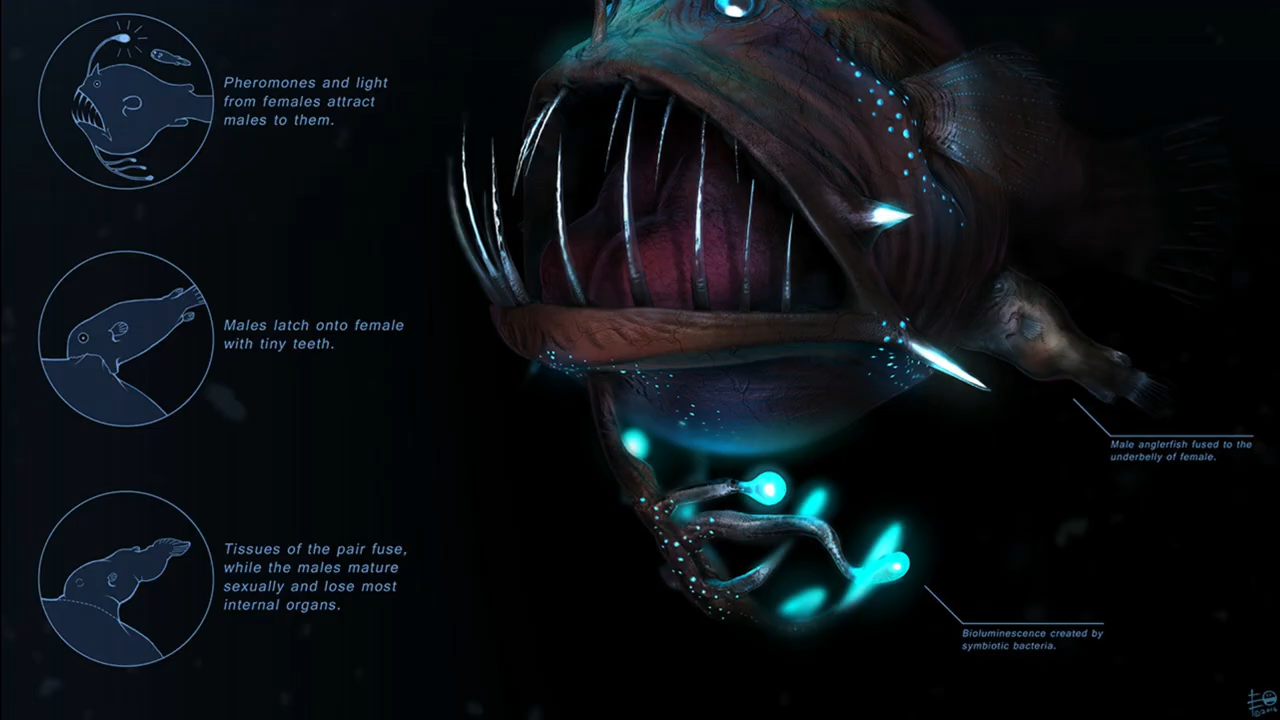 Pheromones and light
from females attract
males to them.
Males latch onto female
with tiny teeth.
Tissues of the pair fuse,
while the males mature
sexually and lose most
internal organs.
Male anglerfish fused to the
underbelly of female.
Bioluminescence created by
symbiotic bacteria.